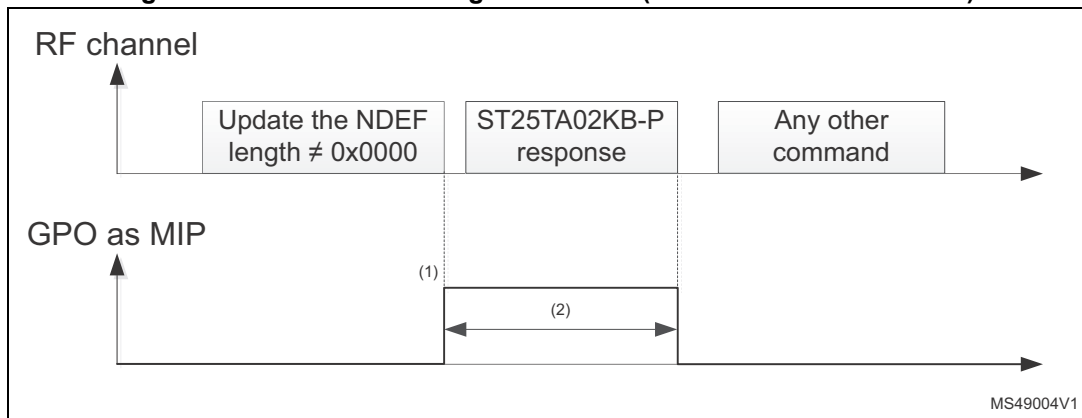 RF channel
Update the NDEF
length ≠ 0x0000
ST25TA02KB-P
response
Any other
command
GPO as MIP
(1)
(2)
MS49004V1